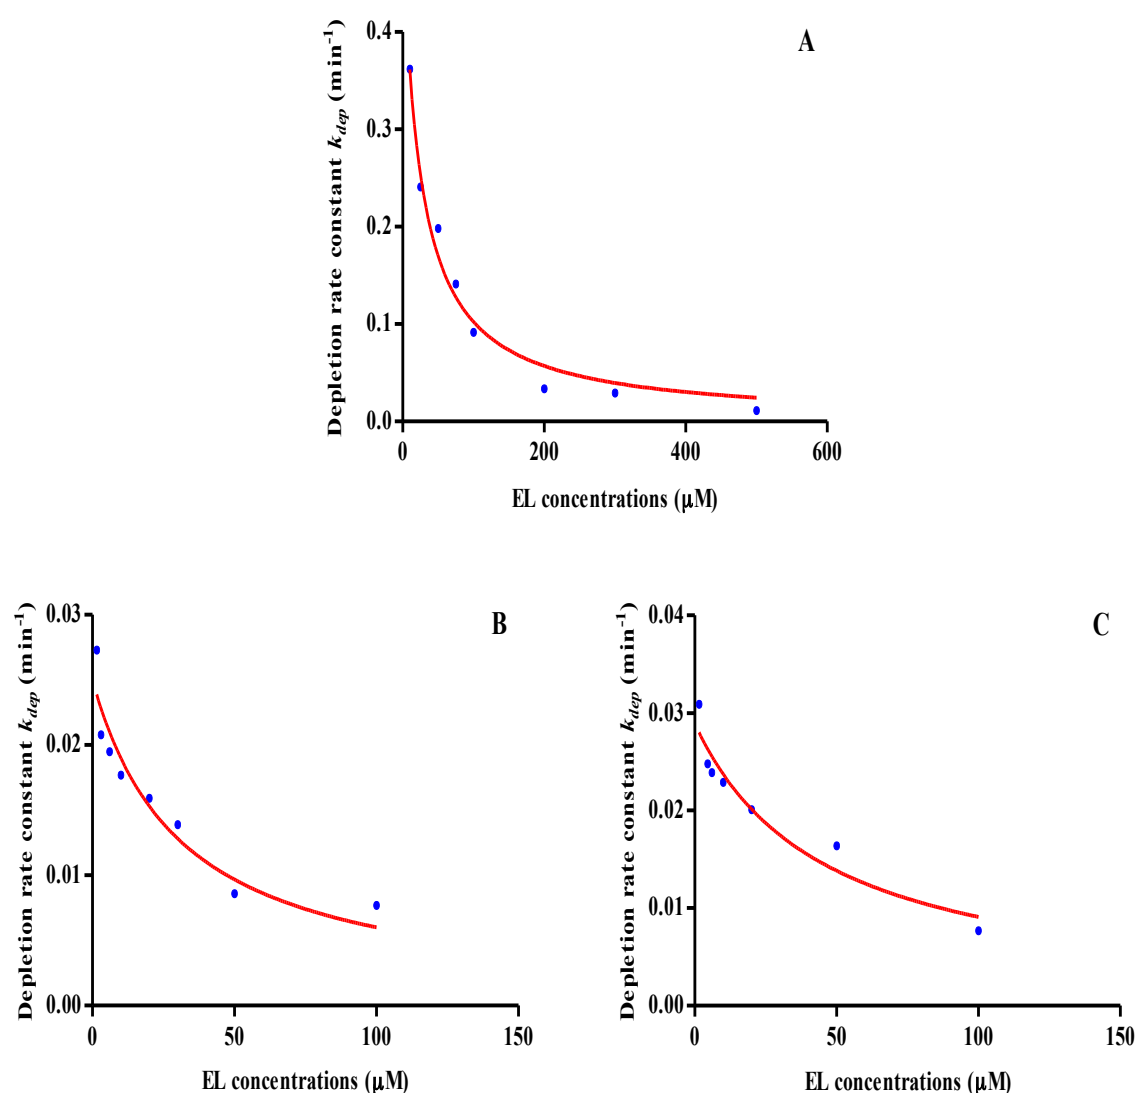 A
Depletion rate constant k_dep (min⁻¹)
0.4
0.3
0.2
0.1
0.0
0 200 400 600
EL concentrations (μM)
B
Depletion rate constant k_dep (min⁻¹)
0.03
0.02
0.01
0.00
0 50 100 150
EL concentrations (μM)
C
Depletion rate constant k_dep (min⁻¹)
0.04
0.03
0.02
0.01
0.00
0 50 100 150
EL concentrations (μM)